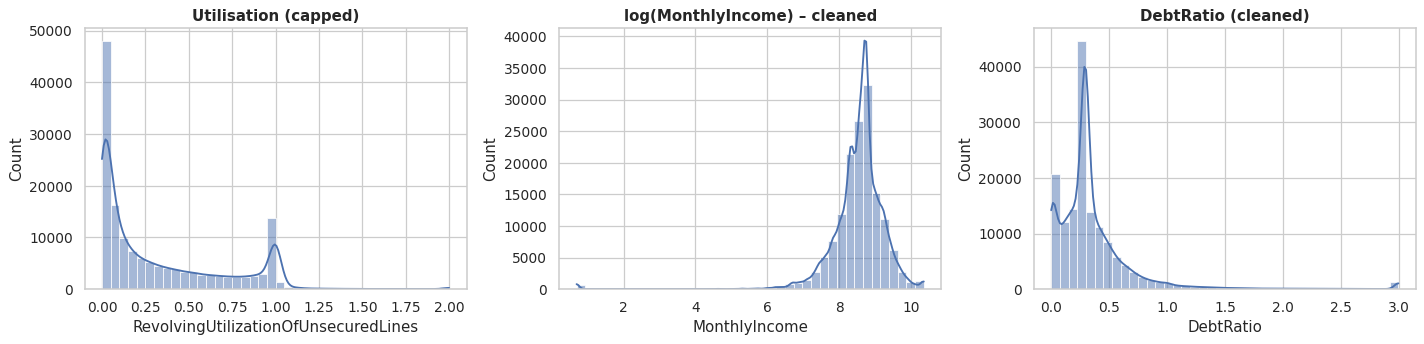 Utilisation (capped)
50000
40000
30000
20000
10000
0
Count
0.00 0.25 0.50 0.75 1.00 1.25 1.50 1.75 2.00
RevolvingUtilizationOfUnsecuredLines
log(MonthlyIncome) – cleaned
40000
35000
30000
25000
20000
15000
10000
5000
0
Count
2 4 6 8 10
MonthlyIncome
DebtRatio (cleaned)
40000
30000
20000
10000
0
Count
0.0 0.5 1.0 1.5 2.0 2.5 3.0
DebtRatio